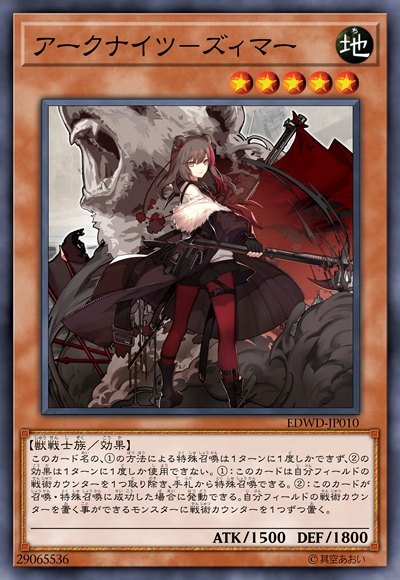 アークナイツーズィマー
地
EDWD-JP010
【獣戦士族／効果】
このカード名の、①の方法による特殊召喚は1ターンに1度しかできず、②の
効果は1ターンに1度しか使用できない。①：このカードは自分フィールドの
戦術カウンターを1つ取り除き、手札から特殊召喚できる。②：このカードが
召喚・特殊召喚に成功した場合に発動できる。自分フィールドの戦術カウンタ
ーを置く事ができるモンスターに戦術カウンターを1つずつ置く。
ATK/1500 DEF/1800
29065536
©其空あおい